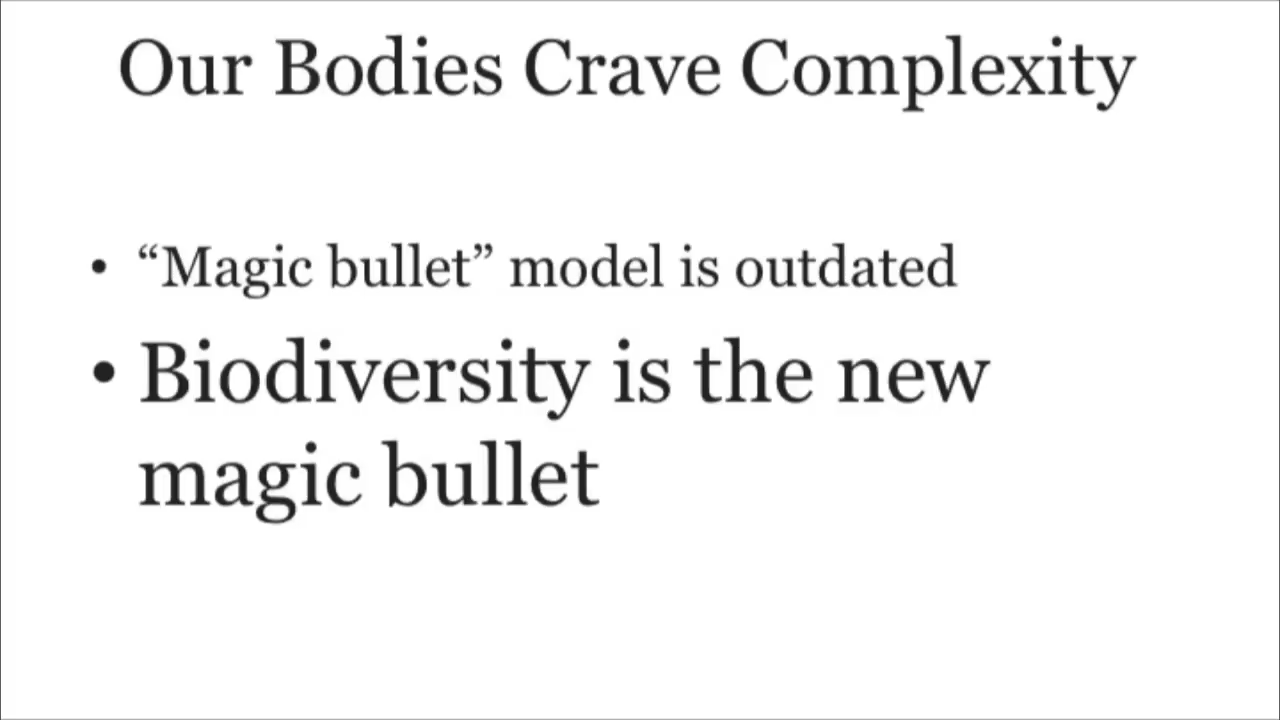 Our Bodies Crave Complexity
• “Magic bullet” model is outdated
• Biodiversity is the new
magic bullet